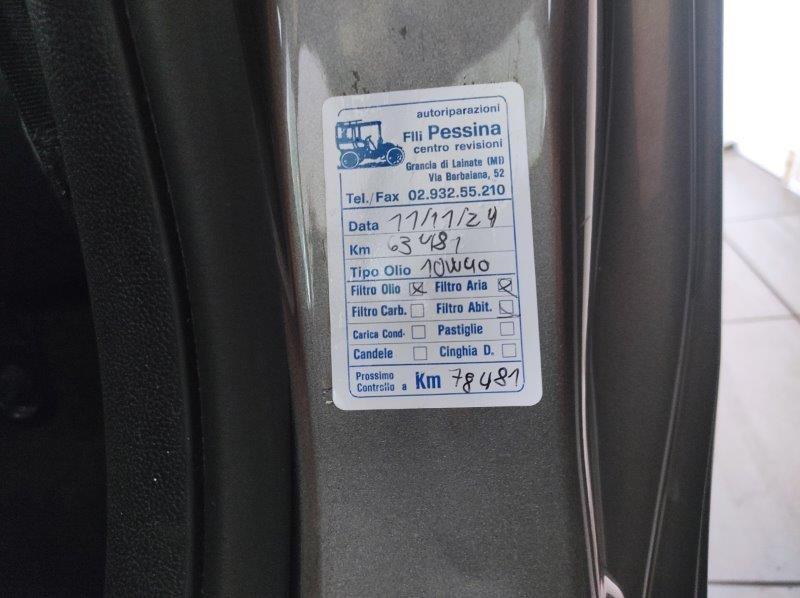 autoriparazioni
Flli Pessina
centro revisioni
Grancia di Lainate (MI)
Via Barbaiana, 52
Tel./Fax 02.932.55.210
Data 11/11/24
Km 63481
Tipo Olio 10W40
Filtro Olio Filtro Aria
Filtro Carb. Filtro Abit.
Carica Cond. Pastiglie
Candele Cinghia D.
Prossimo
Controllo a Km 78481